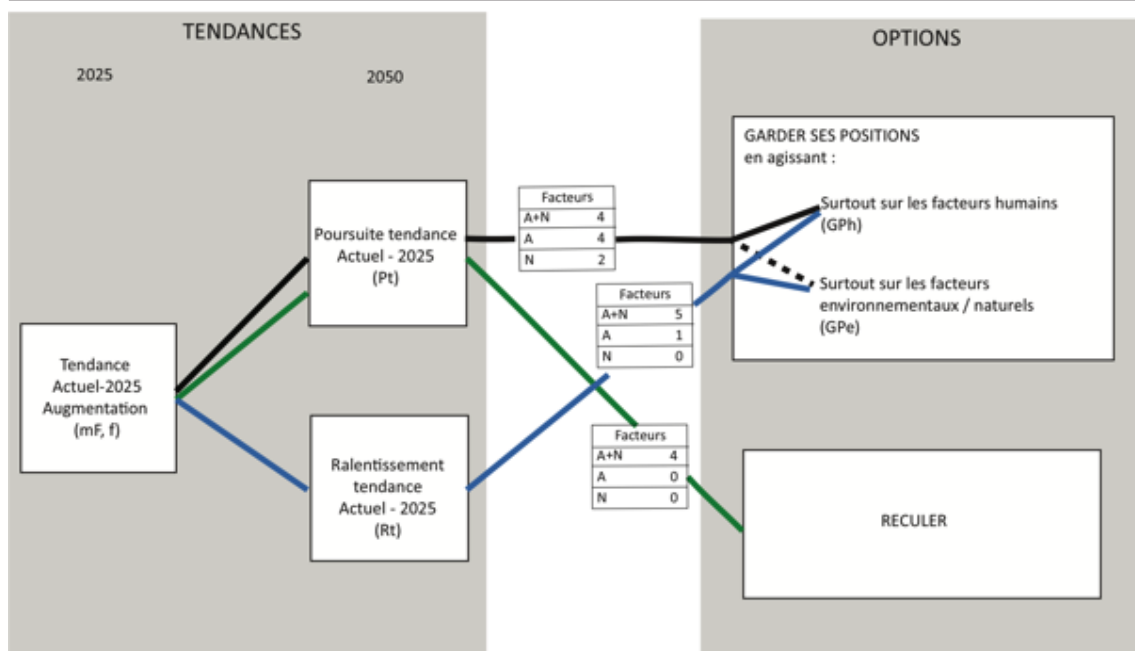 TENDANCES
2025
2050
Tendance
Actuel-2025
Augmentation
(mF, f)
Poursuite tendance
Actuel - 2025
(Pt)
Ralentissement
tendance
Actuel - 2025
(Rt)
Facteurs
A+N 4
A 4
N 2
Facteurs
A+N 5
A 1
N 0
Facteurs
A+N 4
A 0
N 0
OPTIONS
GARDER SES POSITIONS
en agissant :
Surtout sur les facteurs humains
(GPh)
Surtout sur les facteurs
environnementaux / naturels
(GPe)
RECULER